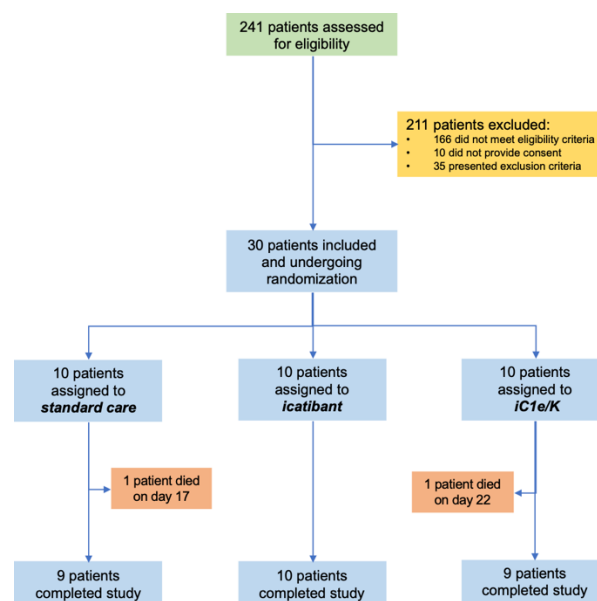 241 patients assessed
for eligibility
211 patients excluded:
• 166 did not meet eligibility criteria
• 10 did not provide consent
• 35 presented exclusion criteria
30 patients included
and undergoing
randomization
10 patients
assigned to
standard care
10 patients
assigned to
icatibant
10 patients
assigned to
iC1e/K
1 patient died
on day 17
1 patient died
on day 22
9 patients
completed study
10 patients
completed study
9 patients
completed study